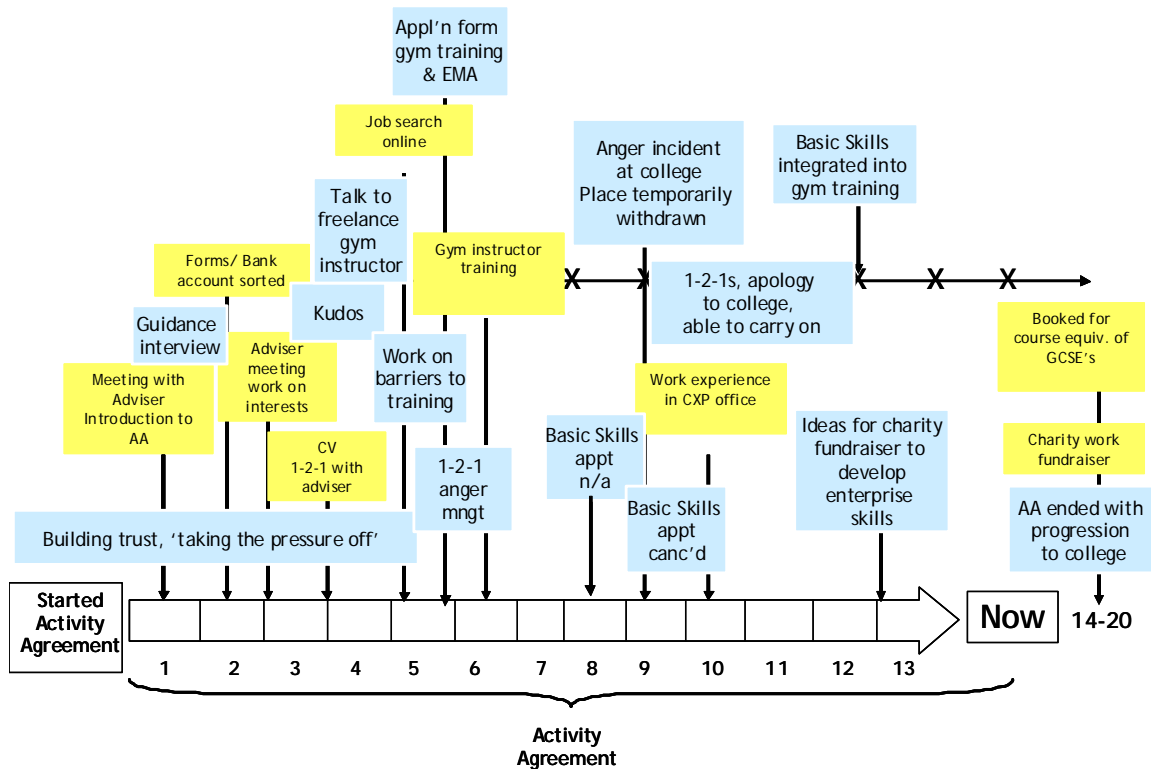 Appl'n form
gym training
& EMA
Job search
online
Talk to
freelance
gym
instructor
Forms/ Bank
account sorted
Guidance
interview
Kudos
Meeting with
Adviser
Introduction to
AA
Adviser
meeting
work on
interests
CV
1-2-1 with
adviser
Building trust, 'taking the pressure off'
Gym instructor
training
Work on
barriers to
training
1-2-1
anger
mngt
Anger incident
at college
Place temporarily
withdrawn
X X
1-2-1s, apology
to college,
able to carry on
Basic Skills
integrated into
gym training
X X X
Work experience
in CXP office
Basic Skills
appt
n/a
Basic Skills
appt
canc'd
Ideas for charity
fundraiser to
develop
enterprise
skills
Booked for
course equiv. of
GCSE's
Charity work
fundraiser
AA ended with
progression
to college
Started
Activity
Agreement
Now
14-20
1 2 3 4 5 6 7 8 9 10 11 12 13
Activity
Agreement